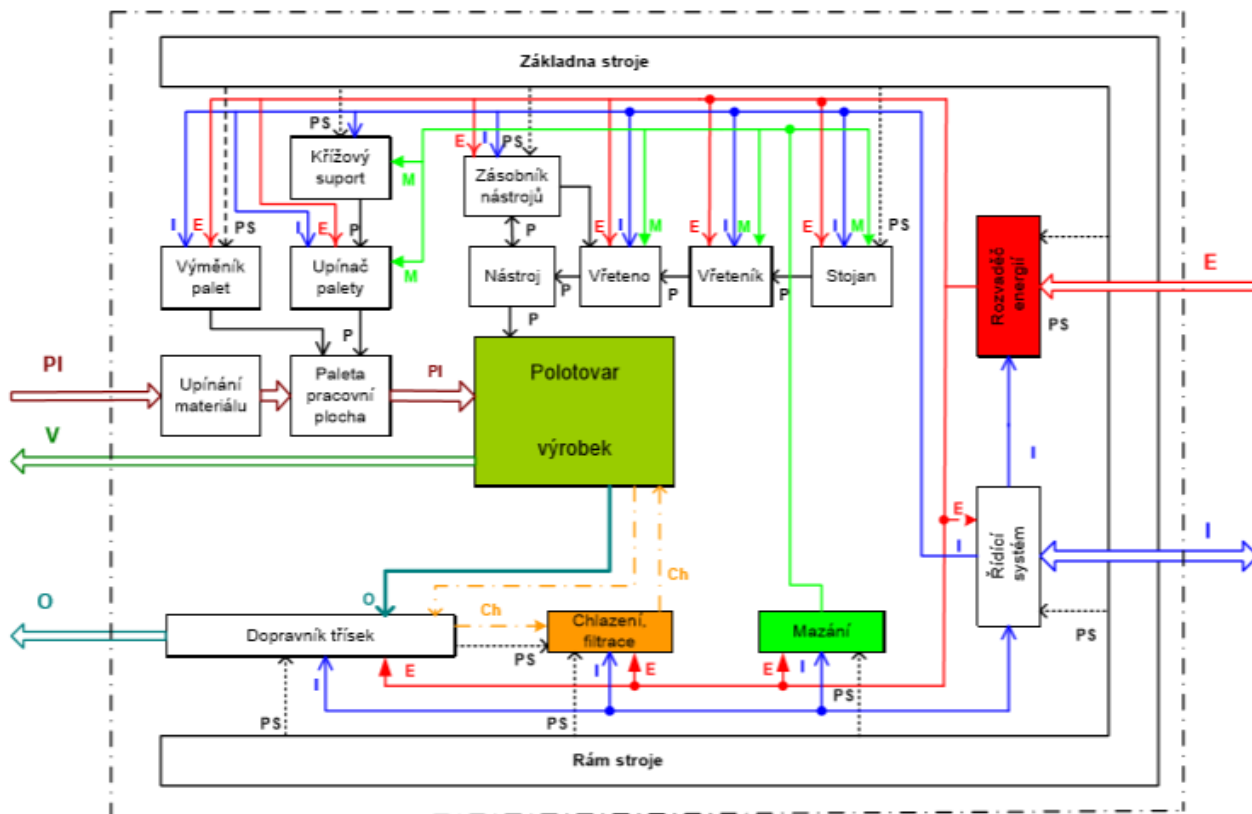 Základna stroje
PS
Křížový
suport
M
E
I
PS
Zásobník
nástrojů
I
E
PS
I
E
P
P
E
I
M
E
I
M
E
I
M
PS
Výměník
palet
Upínač
palety
M
Nástroj
P
Vřeteno
P
Vřeteník
P
Stojan
Rozvaděč
energií
E
PS
P
P
PI
Upínání
materiálu
Paleta
pracovní
plocha
PI
Polotovar
výrobek
V
I
E
I
Řídící
systém
I
Ch
O
Ch
O
Dopravník třísek
PS
Chlazení,
filtrace
Mazání
PS
I
E
I
E
E
I
PS
PS
PS
Rám stroje